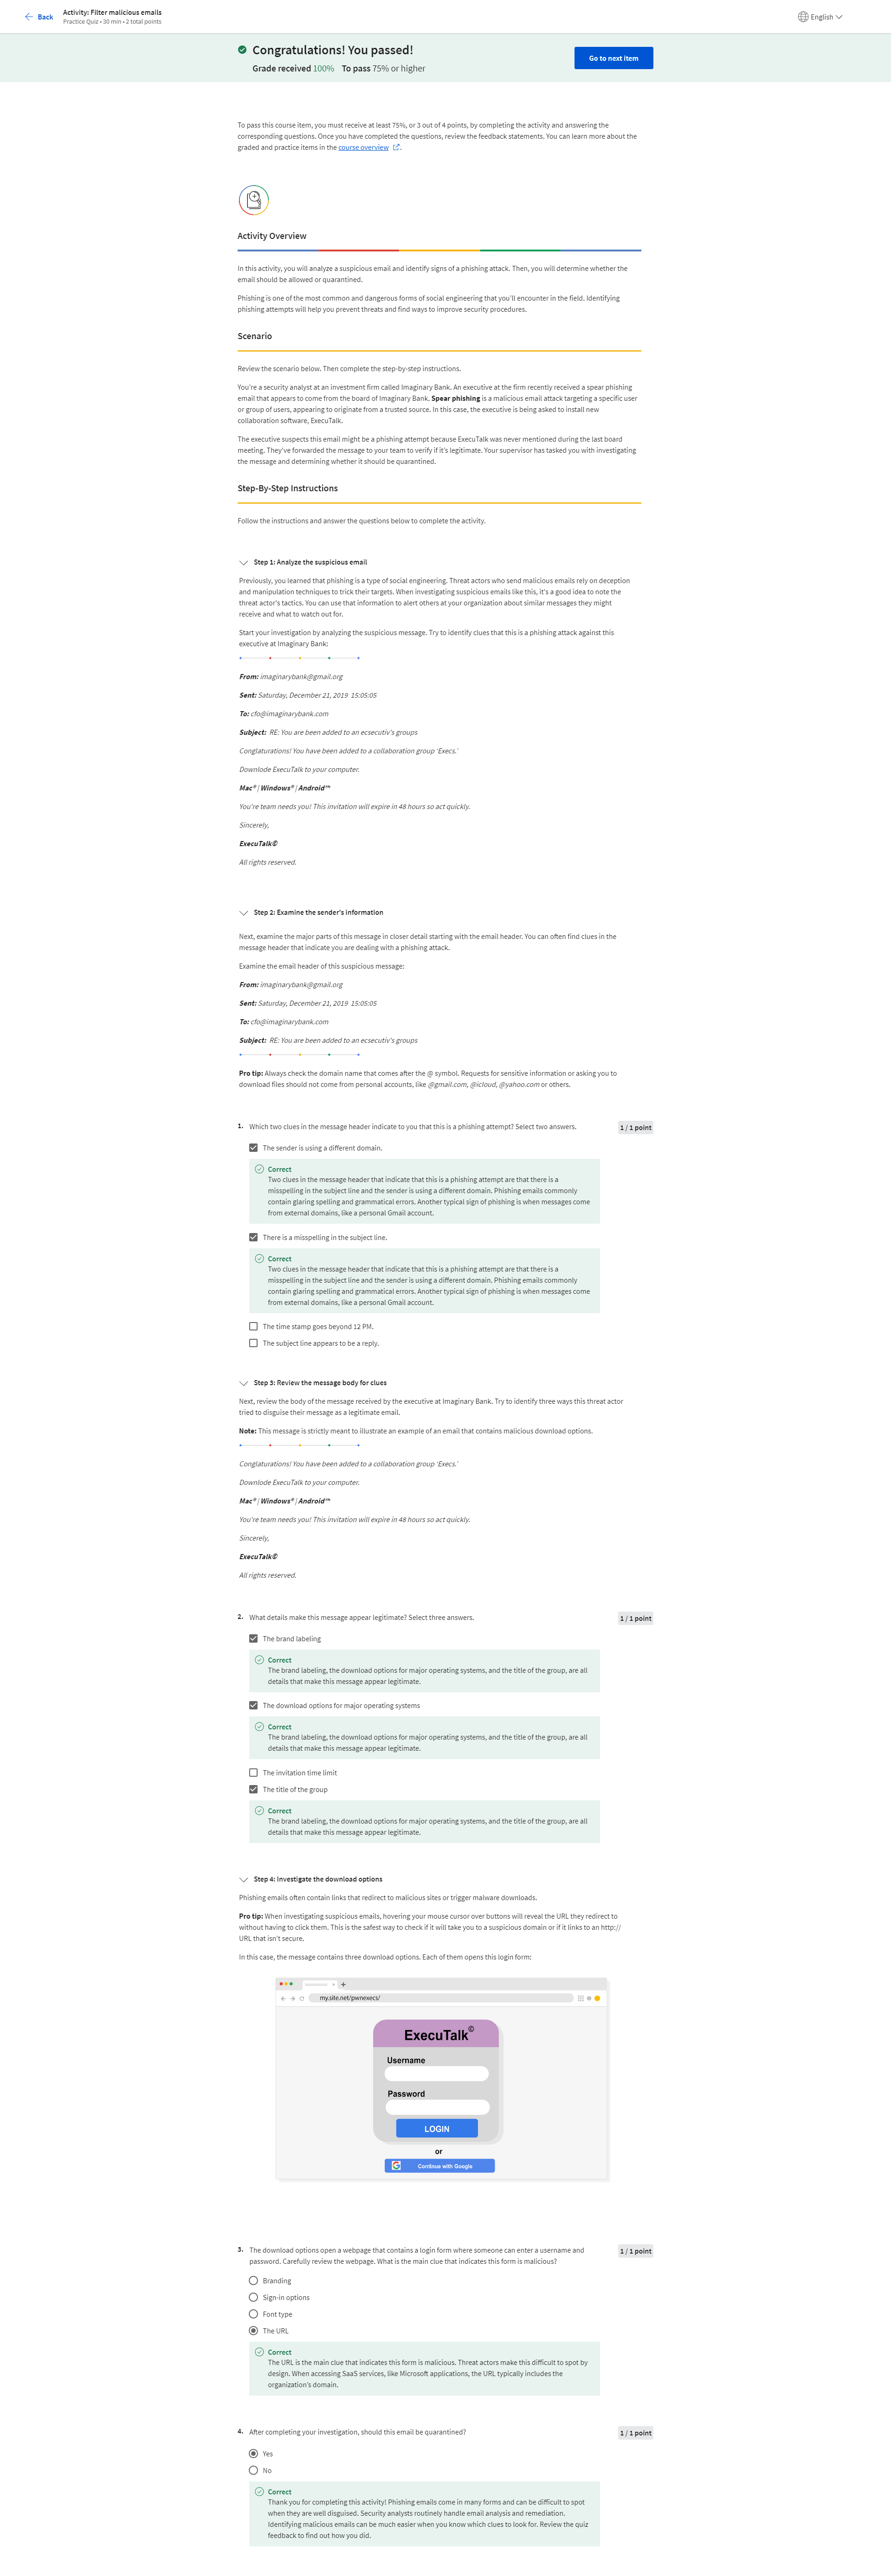 Back
Activity: Filter malicious emails
Practice Quiz • 30 min • 2 total points
English
Congratulations! You passed!
Grade received 100% To pass 75% or higher
Go to next item
To pass this course item, you must receive at least 75%, or 3 out of 4 points, by completing the activity and answering the
corresponding questions. Once you have completed the questions, review the feedback statements. You can learn more about the
graded and practice items in the course overview.
Activity Overview
In this activity, you will analyze a suspicious email and identify signs of a phishing attack. Then, you will determine whether the
email should be allowed or quarantined.
Phishing is one of the most common and dangerous forms of social engineering that you'll encounter in the field. Identifying
phishing attempts will help you prevent threats and find ways to improve security procedures.
Scenario
Review the scenario below. Then complete the step-by-step instructions.
You're a security analyst at an investment firm called Imaginary Bank. An executive at the firm recently received a spear phishing
email that appears to come from the board of Imaginary Bank. Spear phishing is a malicious email attack targeting a specific user
or group of users, appearing to originate from a trusted source. In this case, the executive is being asked to install new
collaboration software, ExecuTalk.
The executive suspects this email might be a phishing attempt because ExecuTalk was never mentioned during the last board
meeting. They've forwarded the message to your team to verify if it's legitimate. Your supervisor has tasked you with investigating
the message and determining whether it should be quarantined.
Step-By-Step Instructions
Follow the instructions and answer the questions below to complete the activity.
Step 1: Analyze the suspicious email
Previously, you learned that phishing is a type of social engineering. Threat actors who send malicious emails rely on deception
and manipulation techniques to trick their targets. When investigating suspicious emails like this, it's a good idea to note the
threat actor's tactics. You can use that information to alert others at your organization about similar messages they might
receive and what to watch out for.
Start your investigation by analyzing the suspicious message. Try to identify clues that this is a phishing attack against this
executive at Imaginary Bank:
From: imaginarybank@gmail.org
Sent: Saturday, December 21, 2019 15:05:05
To: cfo@imaginarybank.com
Subject: RE: You are been added to an ecsecutiv's groups
Conglaturations! You have been added to a collaboration group 'Execs.'
Downlode ExecuTalk to your computer.
Mac® | Windows® | Android™
You're team needs you! This invitation will expire in 48 hours so act quickly.
Sincerely,
ExecuTalk©
All rights reserved.
Step 2: Examine the sender's information
Next, examine the major parts of this message in closer detail starting with the email header. You can often find clues in the
message header that indicate you are dealing with a phishing attack.
Examine the email header of this suspicious message:
From: imaginarybank@gmail.org
Sent: Saturday, December 21, 2019 15:05:05
To: cfo@imaginarybank.com
Subject: RE: You are been added to an ecsecutiv's groups
Pro tip: Always check the domain name that comes after the @ symbol. Requests for sensitive information or asking you to
download files should not come from personal accounts, like @gmail.com, @icloud, @yahoo.com or others.
1. Which two clues in the message header indicate to you that this is a phishing attempt? Select two answers.
1 / 1 point
The sender is using a different domain.
Correct
Two clues in the message header that indicate that this is a phishing attempt are that there is a
misspelling in the subject line and the sender is using a different domain. Phishing emails commonly
contain glaring spelling and grammatical errors. Another typical sign of phishing is when messages come
from external domains, like a personal Gmail account.
There is a misspelling in the subject line.
Correct
Two clues in the message header that indicate that this is a phishing attempt are that there is a
misspelling in the subject line and the sender is using a different domain. Phishing emails commonly
contain glaring spelling and grammatical errors. Another typical sign of phishing is when messages come
from external domains, like a personal Gmail account.
The time stamp goes beyond 12 PM.
The subject line appears to be a reply.
Step 3: Review the message body for clues
Next, review the body of the message received by the executive at Imaginary Bank. Try to identify three ways this threat actor
tried to disguise their message as a legitimate email.
Note: This message is strictly meant to illustrate an example of an email that contains malicious download options.
Conglaturations! You have been added to a collaboration group 'Execs.'
Downlode ExecuTalk to your computer.
Mac® | Windows® | Android™
You're team needs you! This invitation will expire in 48 hours so act quickly.
Sincerely,
ExecuTalk©
All rights reserved.
2. What details make this message appear legitimate? Select three answers.
1 / 1 point
The brand labeling
Correct
The brand labeling, the download options for major operating systems, and the title of the group, are all
details that make this message appear legitimate.
The download options for major operating systems
Correct
The brand labeling, the download options for major operating systems, and the title of the group, are all
details that make this message appear legitimate.
The invitation time limit
The title of the group
Correct
The brand labeling, the download options for major operating systems, and the title of the group, are all
details that make this message appear legitimate.
Step 4: Investigate the download options
Phishing emails often contain links that redirect to malicious sites or trigger malware downloads.
Pro tip: When investigating suspicious emails, hovering your mouse cursor over buttons will reveal the URL they redirect to
without having to click them. This is the safest way to check if it will take you to a suspicious domain or if it links to an http://
URL that isn't secure.
In this case, the message contains three download options. Each of them opens this login form:
my.site.net/pwnexecs/
ExecuTalk©
Username
Password
LOGIN
or
Continue with Google
3. The download options open a webpage that contains a login form where someone can enter a username and
password. Carefully review the webpage. What is the main clue that indicates this form is malicious?
1 / 1 point
Branding
Sign-in options
Font type
The URL
Correct
The URL is the main clue that indicates this form is malicious. Threat actors make this difficult to spot by
design. When accessing SaaS services, like Microsoft applications, the URL typically includes the
organization's domain.
4. After completing your investigation, should this email be quarantined?
1 / 1 point
Yes
No
Correct
Thank you for completing this activity! Phishing emails come in many forms and can be difficult to spot
when they are well disguised. Security analysts routinely handle email analysis and remediation.
Identifying malicious emails can be much easier when you know which clues to look for. Review the quiz
feedback to find out how you did.